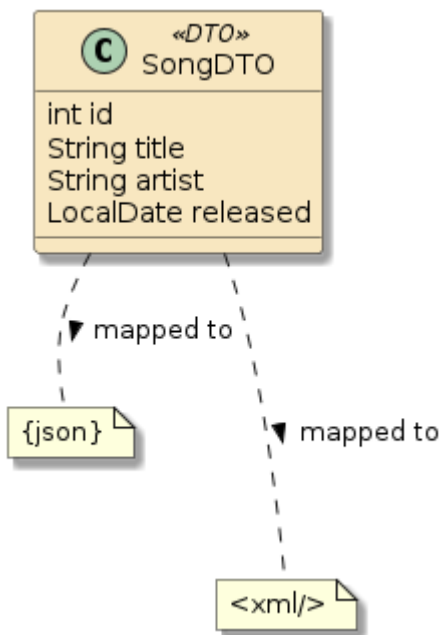 C
«DTO»
SongDTO
int id
String title
String artist
LocalDate released
mapped to
mapped to
{json}
<xml/>